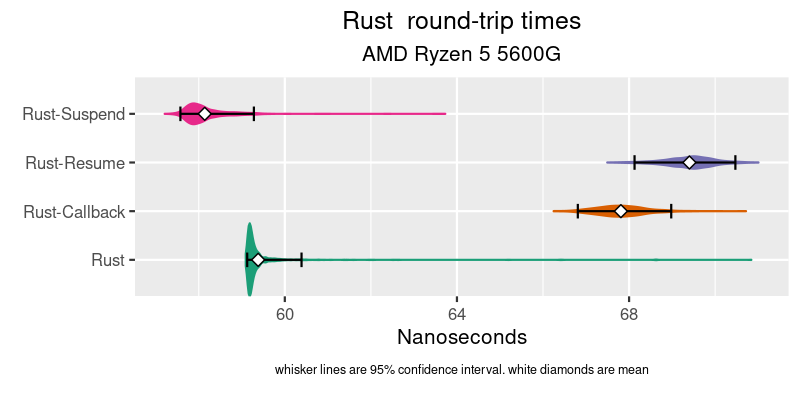 Rust  round-trip times
AMD Ryzen 5 5600G
Rust-Suspend
Rust-Resume
Rust-Callback
Rust
60 64 68
Nanoseconds
whisker lines are 95% confidence interval. white diamonds are mean